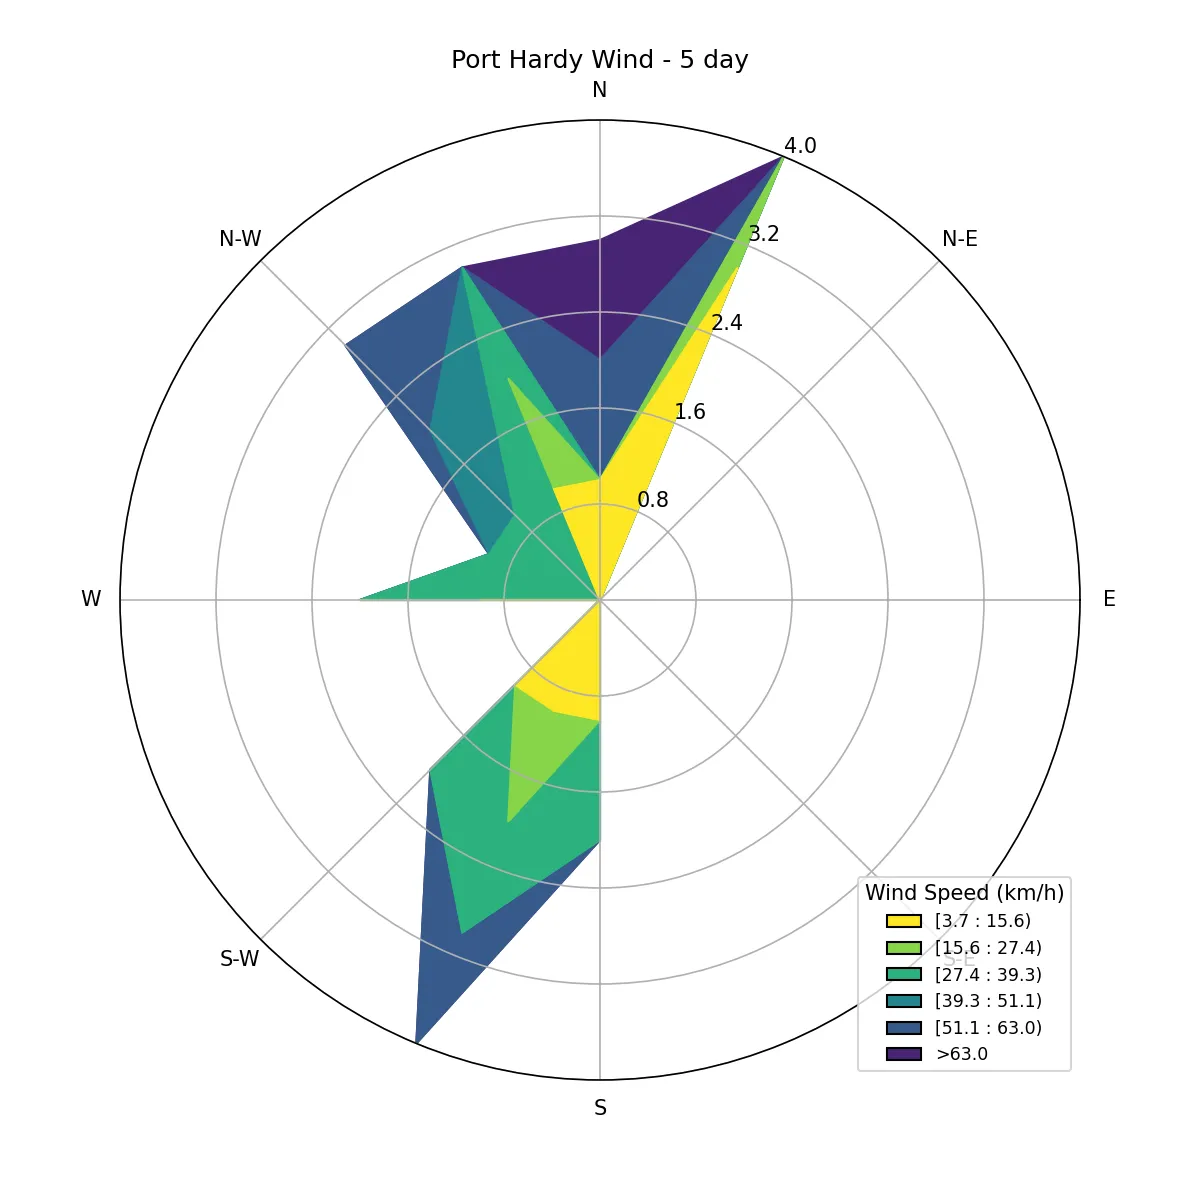 Port Hardy Wind - 5 day
N
4.0
N-W
3.2
N-E
2.4
1.6
0.8
W
E
S-W
S-E
S
Wind Speed (km/h)
[3.7 : 15.6)
[15.6 : 27.4)
[27.4 : 39.3)
[39.3 : 51.1)
[51.1 : 63.0)
>63.0